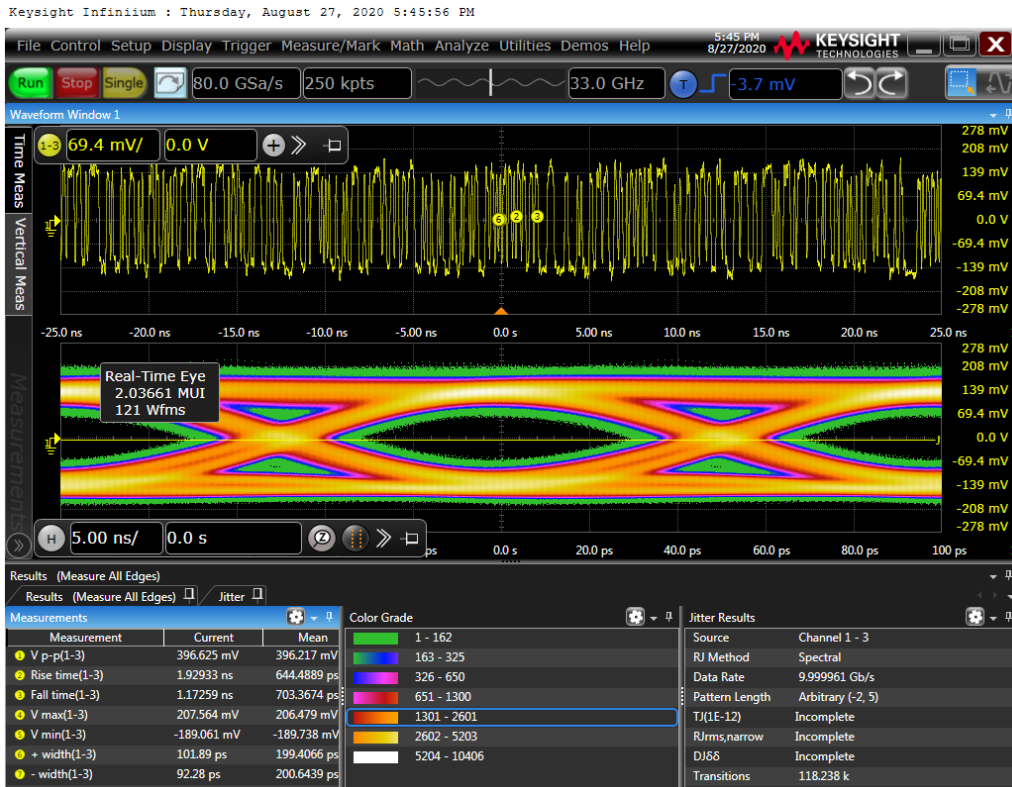 Keysight Infiniium : Thursday, August 27, 2020 5:45:56 PM
File Control Setup Display Trigger Measure/Mark Math Analyze Utilities Demos Help
5:45 PM
8/27/2020
KEYSIGHT
TECHNOLOGIES
Run Stop Single 80.0 GSa/s 250 kpts 33.0 GHz T -3.7 mV
Waveform Window 1
Time Meas
Vertical Meas
Measurements
1-3 69.4 mV/ 0.0 V
278 mV
208 mV
139 mV
69.4 mV
0.0 V
-69.4 mV
-139 mV
-208 mV
-278 mV
6 2 3
-25.0 ns -20.0 ns -15.0 ns -10.0 ns -5.00 ns 0.0 s 5.00 ns 10.0 ns 15.0 ns 20.0 ns 25.0 ns
278 mV
208 mV
139 mV
69.4 mV
0.0 V
-69.4 mV
-139 mV
-208 mV
-278 mV
Real-Time Eye
2.03661 MUI
121 Wfms
H 5.00 ns/ 0.0 s
ps 0.0 s 20.0 ps 40.0 ps 60.0 ps 80.0 ps 100 ps
Results (Measure All Edges)
Results (Measure All Edges) Jitter
Measurements
Measurement Current Mean
1 V p-p(1-3) 396.625 mV 396.217 mV
2 Rise time(1-3) 1.92933 ns 644.4889 ps
3 Fall time(1-3) 1.17259 ns 703.3674 ps
4 V max(1-3) 207.564 mV 206.479 mV
5 V min(1-3) -189.061 mV -189.738 mV
6 + width(1-3) 101.89 ps 199.4066 ps
7 - width(1-3) 92.28 ps 200.6439 ps
Color Grade
1 - 162
163 - 325
326 - 650
651 - 1300
1301 - 2601
2602 - 5203
5204 - 10406
Jitter Results
Source Channel 1 - 3
RJ Method Spectral
Data Rate 9.999961 Gb/s
Pattern Length Arbitrary (-2, 5)
TJ(1E-12) Incomplete
RJrms,narrow Incomplete
DJδδ Incomplete
Transitions 118.238 k